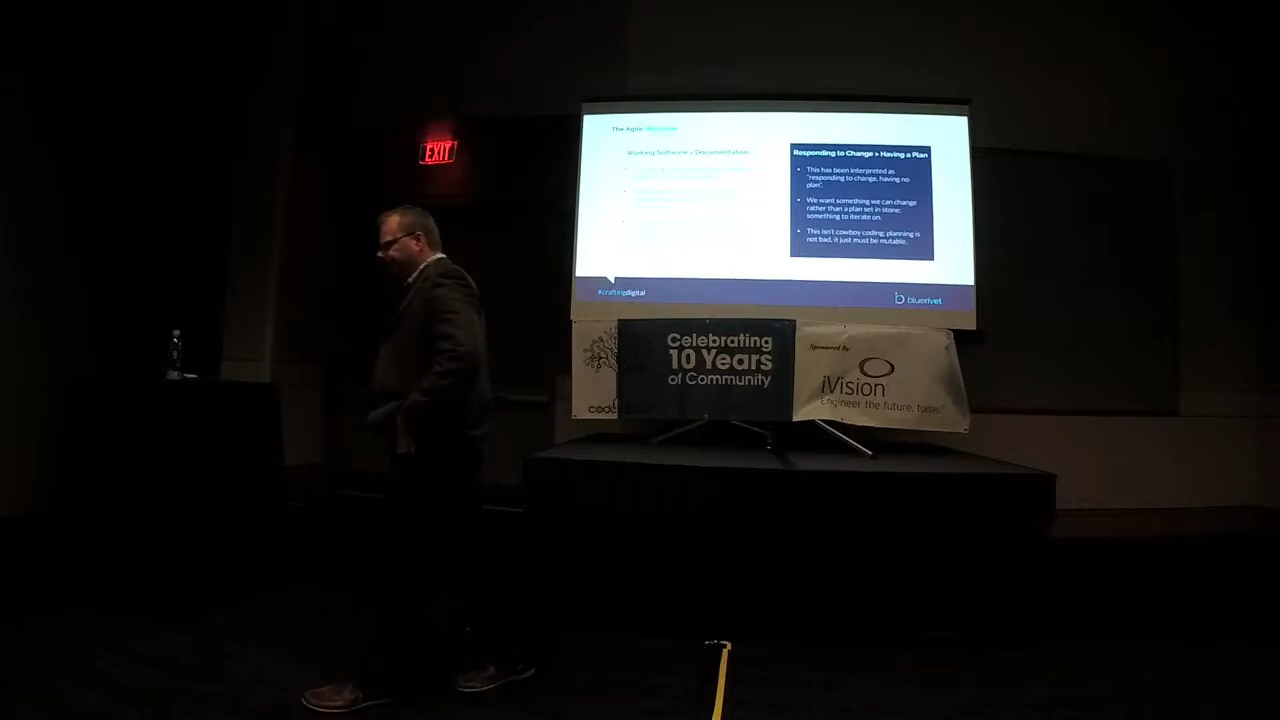 EXIT
The Agile
Working Software > Documentation
Responding to Change > Having a Plan
• This has been interpreted as
"responding to change, having no
plan".
• We want something we can change
rather than a plan set in stone;
something to iterate on.
• This isn't cowboy coding; planning is
not bad, it just must be mutable.
#craftingdigital
bluerivet
Celebrating
10 Years
of Community
Sponsored By:
iVision
Engineer the future, today.